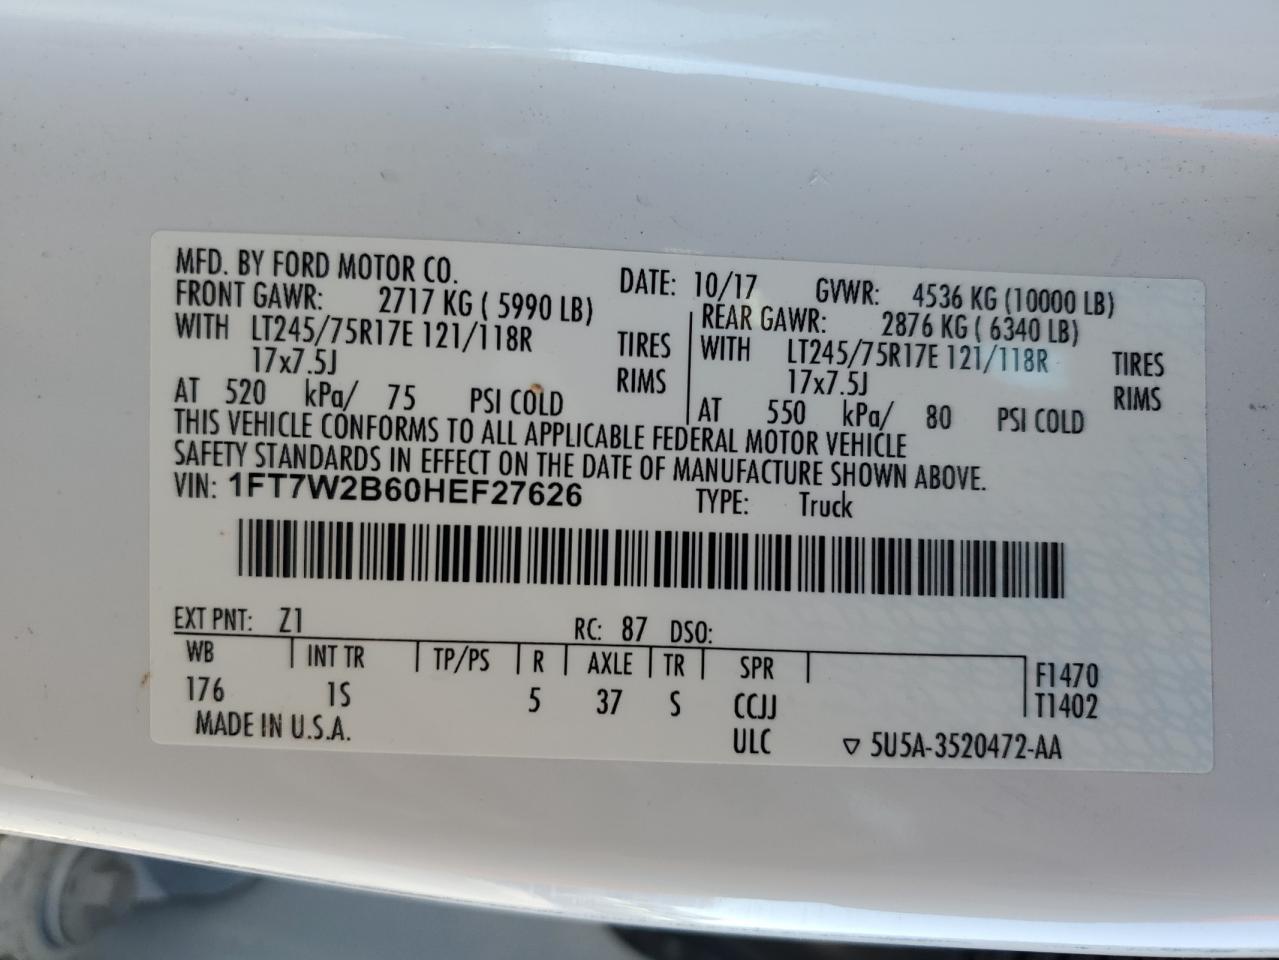 MFD. BY FORD MOTOR CO. DATE: 10/17 GVWR: 4536 KG (10000 LB)
FRONT GAWR: 2717 KG ( 5990 LB) REAR GAWR: 2876 KG ( 6340 LB)
WITH LT245/75R17E 121/118R TIRES WITH LT245/75R17E 121/118R TIRES
17x7.5J RIMS 17x7.5J RIMS
AT 520 kPa/ 75 PSI COLD AT 550 kPa/ 80 PSI COLD
THIS VEHICLE CONFORMS TO ALL APPLICABLE FEDERAL MOTOR VEHICLE
SAFETY STANDARDS IN EFFECT ON THE DATE OF MANUFACTURE SHOWN ABOVE.
VIN: 1FT7W2B60HEF27626 TYPE: Truck
EXT PNT: Z1 RC: 87 DSO:
WB INT TR TP/PS R AXLE TR SPR F1470
176 1S 5 37 S CCJJ T1402
MADE IN U.S.A. ULC ▽ 5U5A-3520472-AA